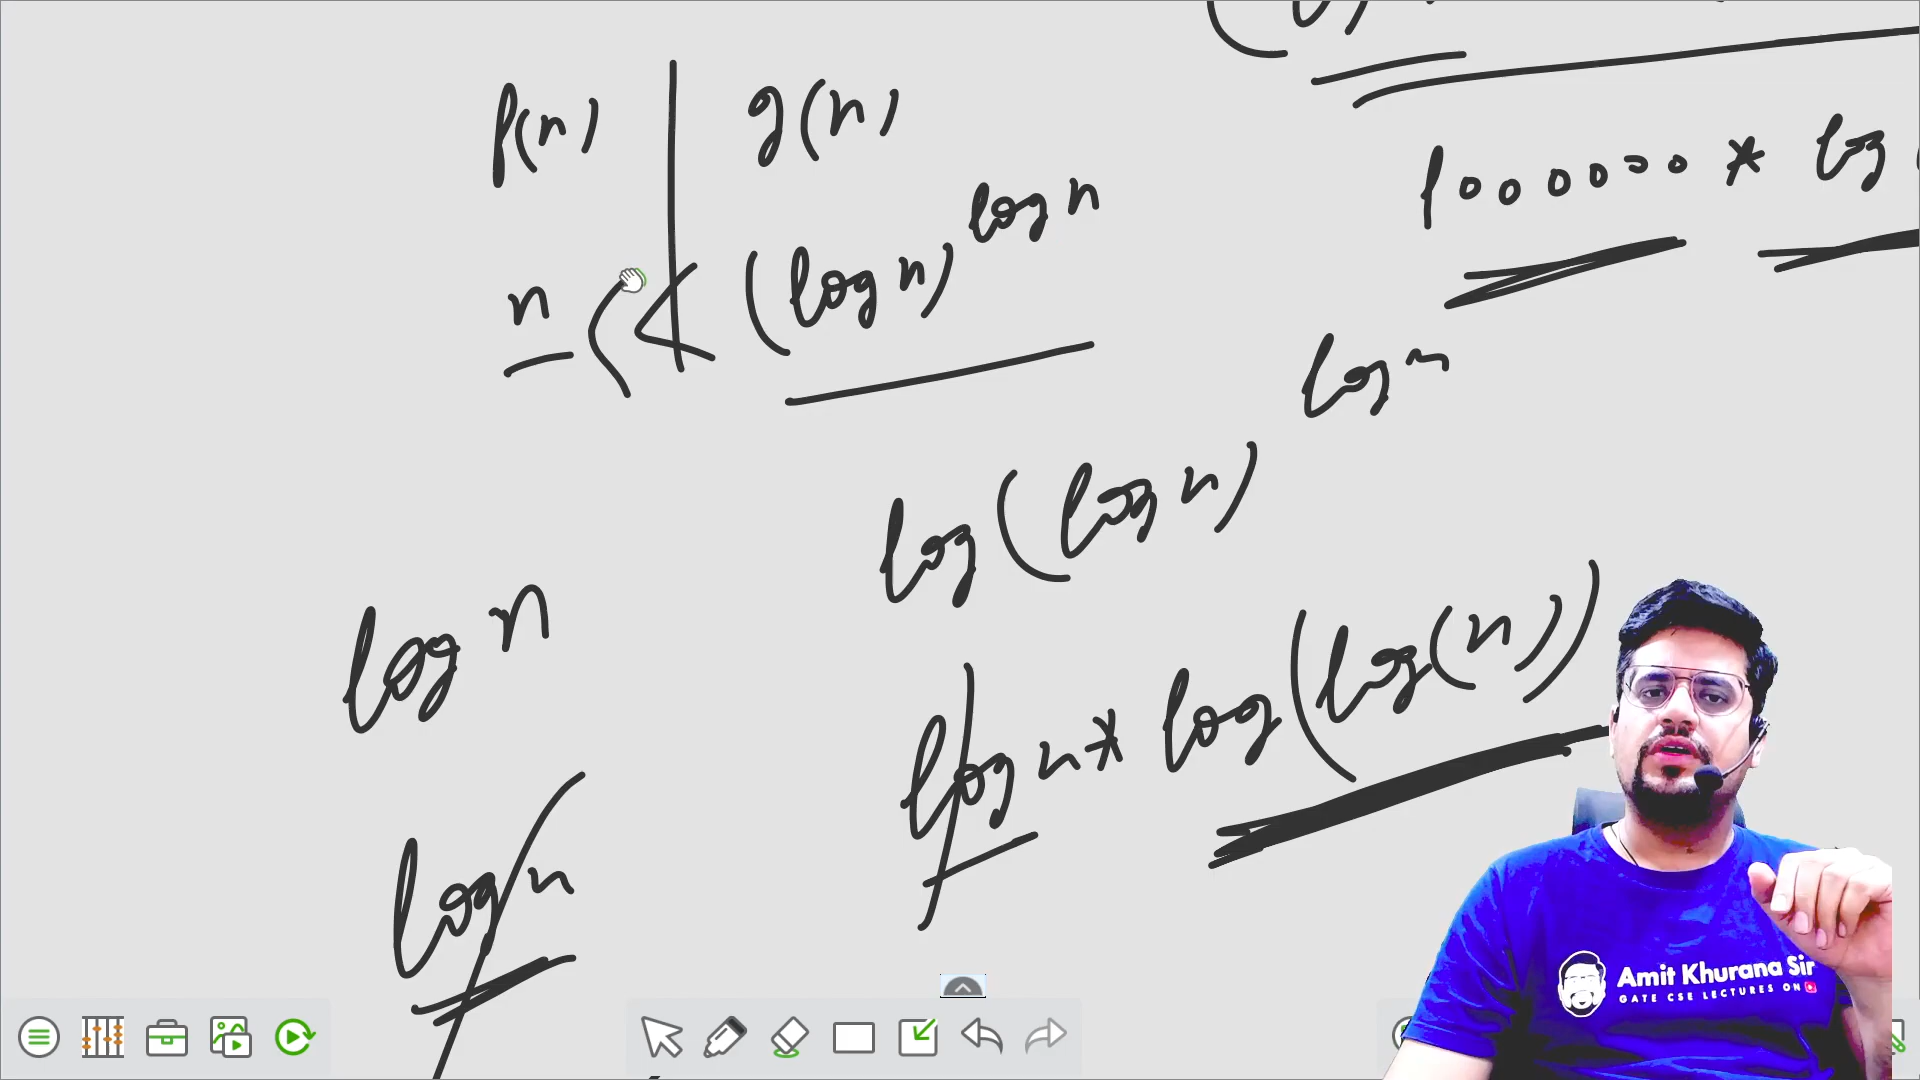 f(n) | g(n)
1000000 * log
n << (log n)^log n
log n log (log n)^log n
log n * log(log(n))
log n
Amit Khurana Sir
GATE CSE LECTURES ON